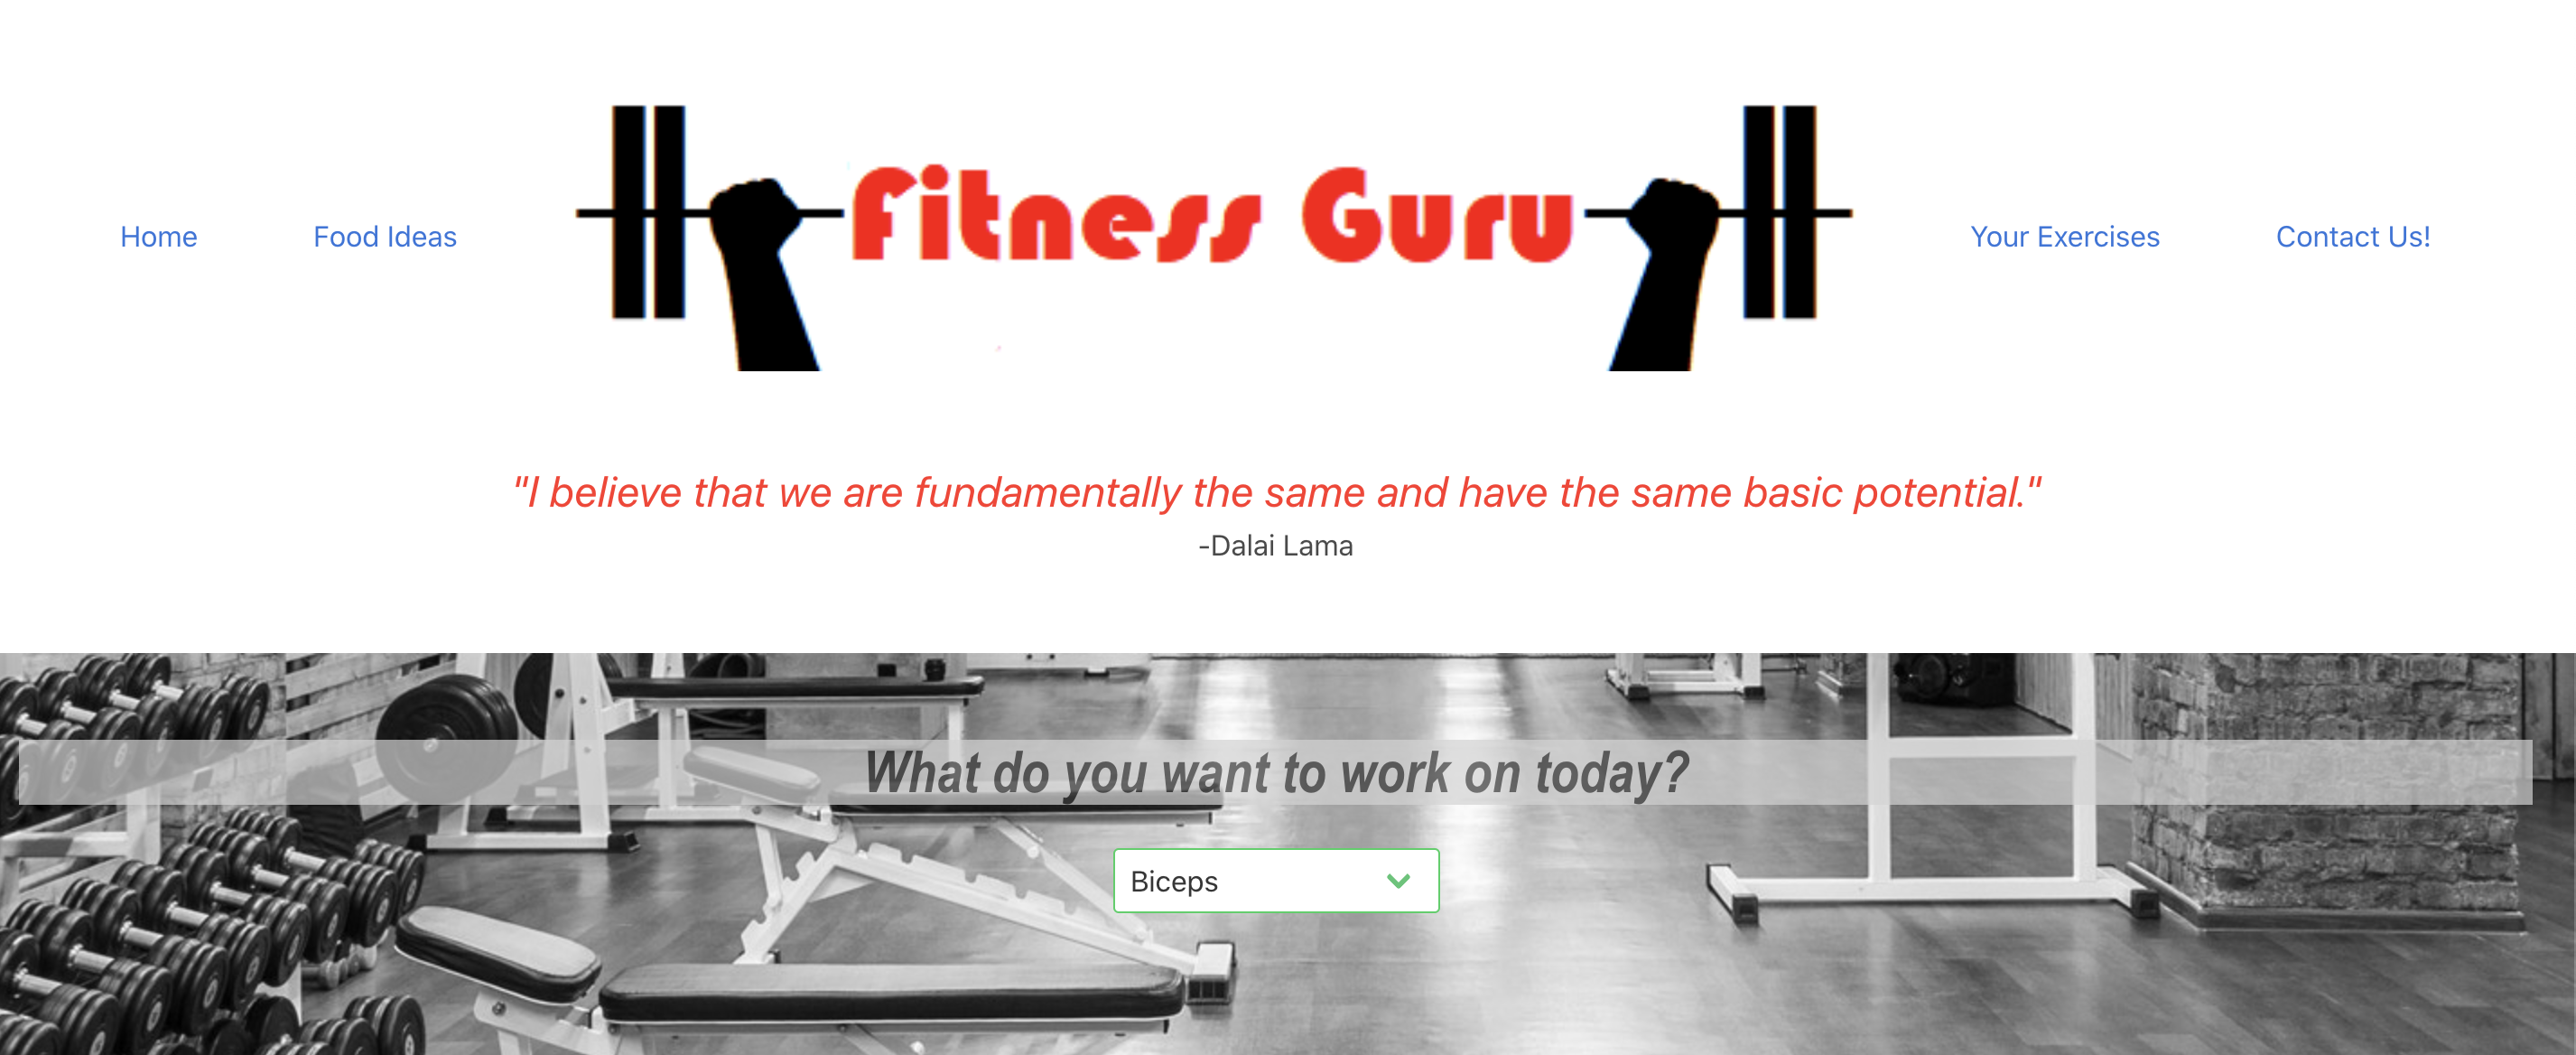 Home
Food Ideas
Fitness Guru
Your Exercises
Contact Us!
"I believe that we are fundamentally the same and have the same basic potential."
-Dalai Lama
What do you want to work on today?
Biceps